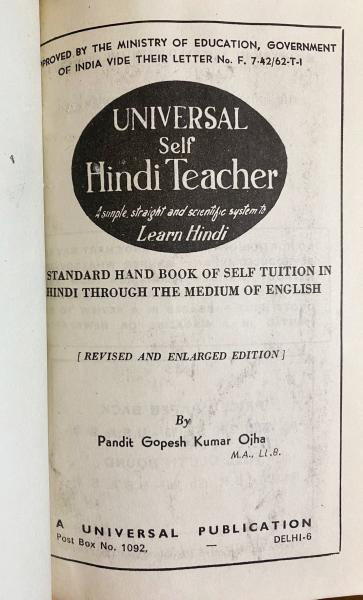 APPROVED BY THE MINISTRY OF EDUCATION, GOVERNMENT
OF INDIA VIDE THEIR LETTER No. F. 7-42/62-T-I
UNIVERSAL
Self
Hindi Teacher
A simple, straight and scientific system to
Learn Hindi
STANDARD HAND BOOK OF SELF TUITION IN
HINDI THROUGH THE MEDIUM OF ENGLISH
[ REVISED AND ENLARGED EDITION ]
By
Pandit Gopesh Kumar Ojha
M.A., LL.B.
A UNIVERSAL PUBLICATION
Post Box No. 1092, — DELHI-6